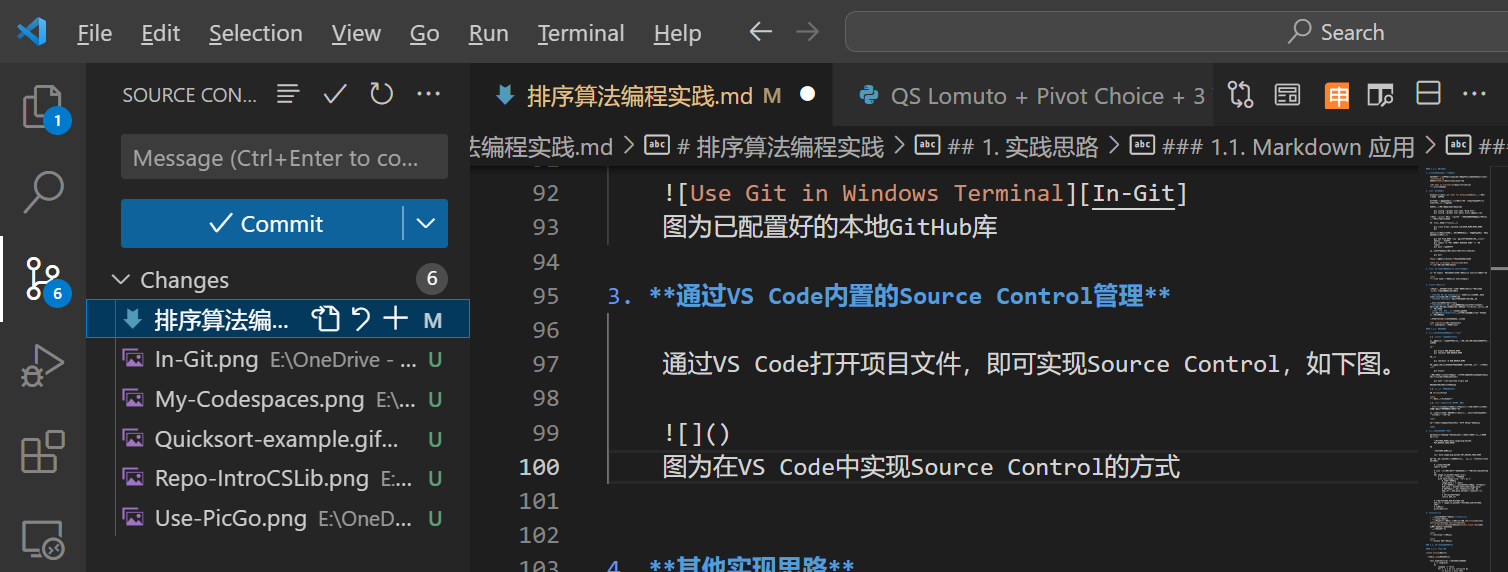 File Edit Selection View Go Run Terminal Help Search
SOURCE CON...
排序算法编程实践.md M
QS Lomuto + Pivot Choice + 3
1
Message (Ctrl+Enter to co...
Commit
Changes 6
排序算法编... M
In-Git.png E:\OneDrive - ... U
My-Codespaces.png E:\... U
Quicksort-example.gif... U
Repo-IntroCSLib.png E:... U
Use-PicGo.png E:\OneD... U
6
法编程实践.md > # 排序算法编程实践 > ## 1. 实践思路 > ### 1.1. Markdown 应用 > ###
92 ![Use Git in Windows Terminal][In-Git]
93 图为已配置好的本地GitHub库
94
95 3. **通过VS Code内置的Source Control管理**
96
97 通过VS Code打开项目文件，即可实现Source Control，如下图。
98
99 ![]()
100 图为在VS Code中实现Source Control的方式
101
102
103 4. **其他实现思路**